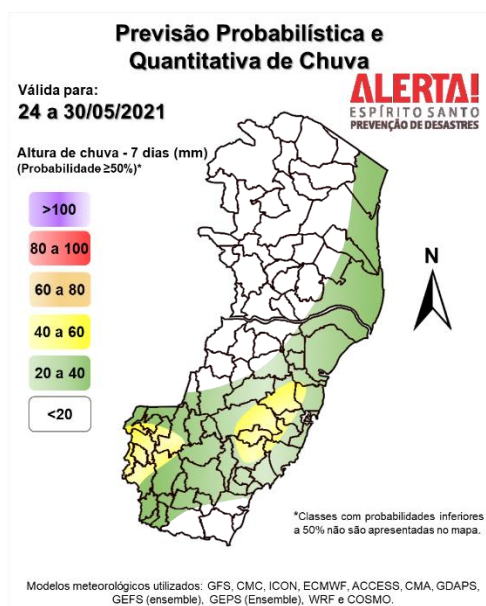 Previsão Probabilística e
Quantitativa de Chuva
Válida para:
24 a 30/05/2021
ALERTA!
ESPÍRITO SANTO
PREVENÇÃO DE DESASTRES
Altura de chuva - 7 dias (mm)
(Probabilidade ≥50%)*
>100
80 a 100
60 a 80
40 a 60
20 a 40
<20
N
*Classes com probabilidades inferiores
a 50% não são apresentadas no mapa.
Modelos meteorológicos utilizados: GFS, CMC, ICON, ECMWF, ACCESS, CMA, GDAPS,
GEFS (ensemble), GEPS (Ensemble), WRF e COSMO.